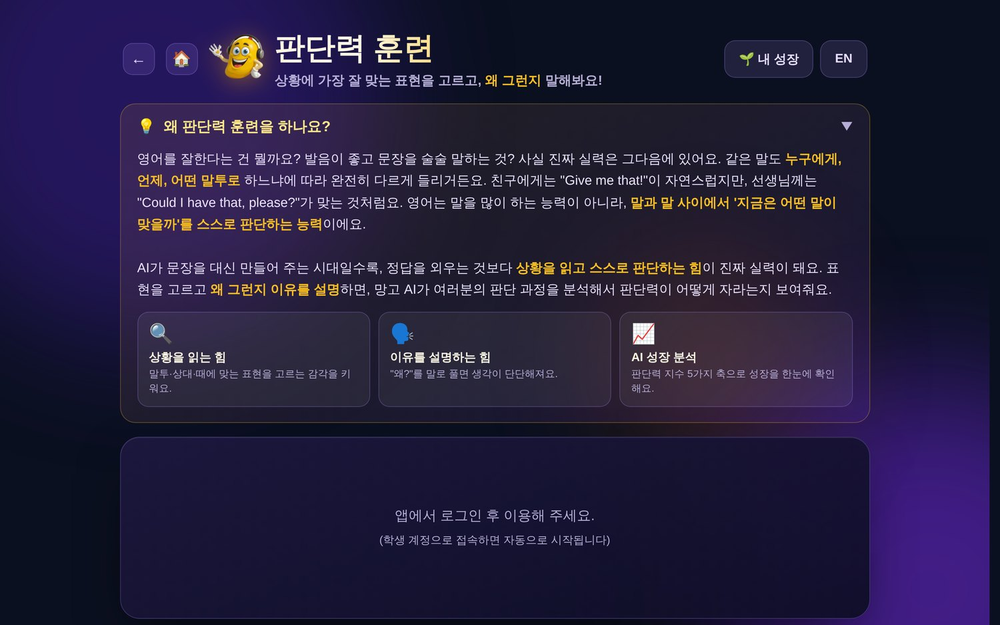 ←
판단력 훈련
상황에 가장 잘 맞는 표현을 고르고, 왜 그런지 말해봐요!
내 성장
EN
왜 판단력 훈련을 하나요?
▼
영어를 잘한다는 건 뭘까요? 발음이 좋고 문장을 술술 말하는 것? 사실 진짜 실력은 그다음에 있어요. 같은 말도 누구에게,
언제, 어떤 말투로 하느냐에 따라 완전히 다르게 들리거든요. 친구에게는 "Give me that!"이 자연스럽지만, 선생님께는
"Could I have that, please?"가 맞는 것처럼요. 영어는 말을 많이 하는 능력이 아니라, 말과 말 사이에서 '지금은 어떤 말이
맞을까'를 스스로 판단하는 능력이에요.
AI가 문장을 대신 만들어 주는 시대일수록, 정답을 외우는 것보다 상황을 읽고 스스로 판단하는 힘이 진짜 실력이 돼요. 표
현을 고르고 왜 그런지 이유를 설명하면, 망고 AI가 여러분의 판단 과정을 분석해서 판단력이 어떻게 자라는지 보여줘요.
상황을 읽는 힘
말투·상대·때에 맞는 표현을 고르는 감각을 키
워요.
이유를 설명하는 힘
"왜?"를 말로 풀면 생각이 단단해져요.
AI 성장 분석
판단력 지수 5가지 축으로 성장을 한눈에 확인
해요.
앱에서 로그인 후 이용해 주세요.
(학생 계정으로 접속하면 자동으로 시작됩니다)